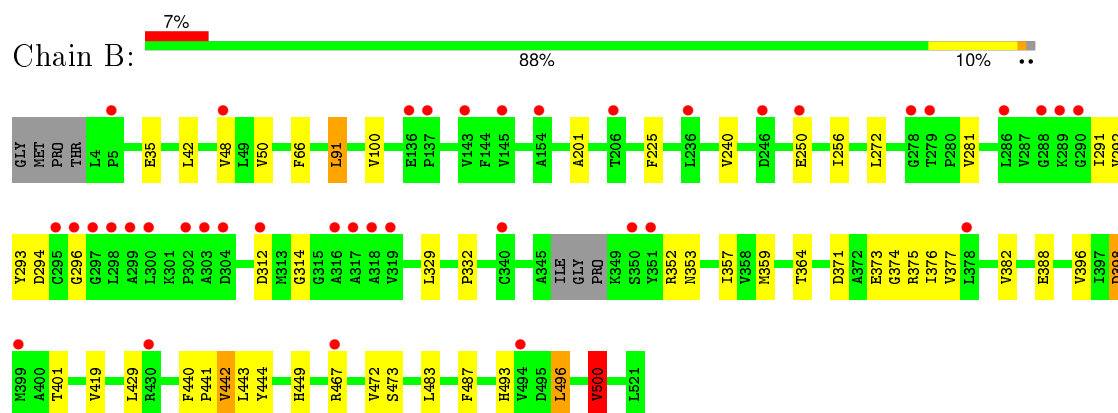 7%
Chain B:
88% 10% ••
GLY MET PRO THR L4 P5 E35 L42 V48 L49 V50 F66 L91 V100 E136 P137 V143 F144 V145 A154 A201 T206 F225 L236 V240 D246 E250 I256 L272 G278 T279 P280 V281 L286 V287 G288 K289 G290 I291 V292
Y293 D294 C295 G296 G297 L298 A299 L300 K301 P302 A303 D304 D312 M313 G314 G315 A316 A317 A318 V319 L329 P332 C340 A345 ILE GLY PRO K349 S350 Y351 R352 N353 I357 V358 M359 T364 D371 A372 E373 G374 R375 I376 V377 L378 V382 E388 V396 I397 D398
M399 A400 T401 V419 L429 R430 F440 P441 V442 L443 Y444 H449 R467 V472 S473 L483 F487 H493 V494 D495 L496 V500 L521